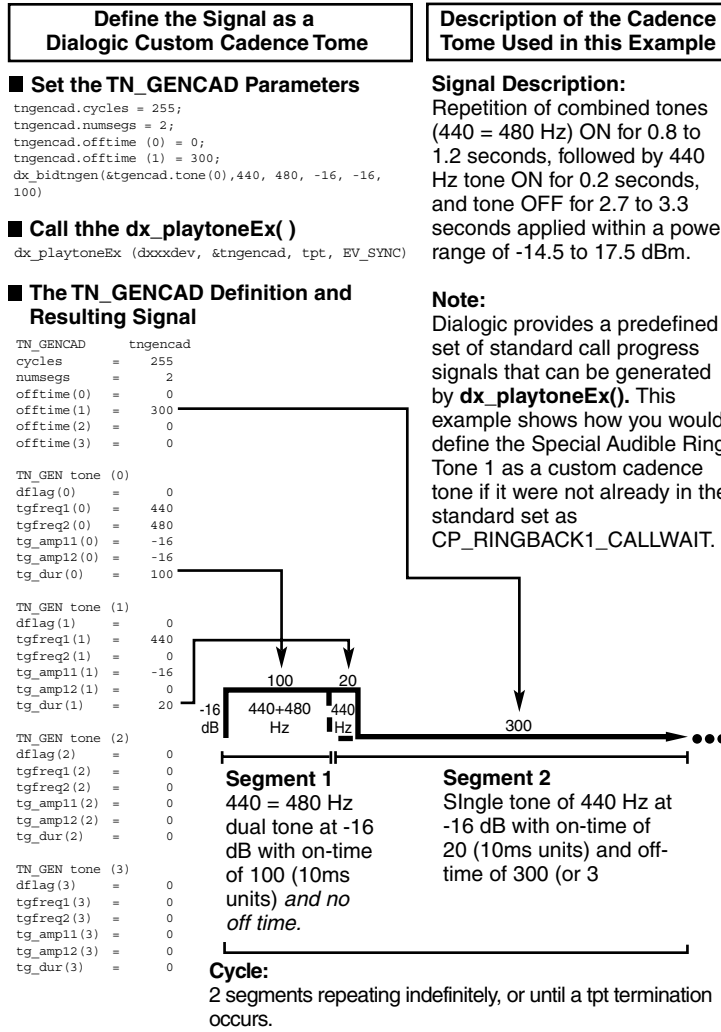 Define the Signal as a
Dialogic Custom Cadence Tome
■ Set the TN_GENCAD Parameters
tngencad.cycles = 255;
tngencad.numsegs = 2;
tngencad.offtime (0) = 0;
tngencad.offtime (1) = 300;
dx_bidtngen(&tgencad.tone(0),440, 480, -16, -16,
100)
■ Call thhe dx_playtoneEx( )
dx_playtoneEx (dxxxdev, &tngencad, tpt, EV_SYNC)
■ The TN_GENCAD Definition and
Resulting Signal
TN_GENCAD tngencad
cycles = 255
numsegs = 2
offtime(0) = 0
offtime(1) = 300
offtime(2) = 0
offtime(3) = 0
TN_GEN tone (0)
dflag(0) = 0
tgfreq1(0) = 440
tgfreq2(0) = 480
tg_amp11(0) = -16
tg_amp12(0) = -16
tg_dur(0) = 100
TN_GEN tone (1)
dflag(1) = 0
tgfreq1(1) = 440
tgfreq2(1) = 0
tg_amp11(1) = -16
tg_amp12(1) = 0
tg_dur(1) = 20
TN_GEN tone (2)
dflag(2) = 0
tgfreq1(2) = 0
tgfreq2(2) = 0
tg_amp11(2) = 0
tg_amp12(2) = 0
tg_dur(2) = 0
TN_GEN tone (3)
dflag(3) = 0
tgfreq1(3) = 0
tgfreq2(3) = 0
tg_amp11(3) = 0
tg_amp12(3) = 0
tg_dur(3) = 0
Description of the Cadence
Tome Used in this Example
Signal Description:
Repetition of combined tones
(440 = 480 Hz) ON for 0.8 to
1.2 seconds, followed by 440
Hz tone ON for 0.2 seconds,
and tone OFF for 2.7 to 3.3
seconds applied within a powe
range of -14.5 to 17.5 dBm.
Note:
Dialogic provides a predefined
set of standard call progress
signals that can be generated
by dx_playtoneEx(). This
example shows how you would
define the Special Audible Ring
Tone 1 as a custom cadence
tone if it were not already in the
standard set as
CP_RINGBACK1_CALLWAIT.
100 20
-16 440+480 440 300
dB Hz Hz
Segment 1
440 = 480 Hz
dual tone at -16
dB with on-time
of 100 (10ms
units) and no
off time.
Segment 2
SIngle tone of 440 Hz at
-16 dB with on-time of
20 (10ms units) and off-
time of 300 (or 3
Cycle:
2 segments repeating indefinitely, or until a tpt termination
occurs.